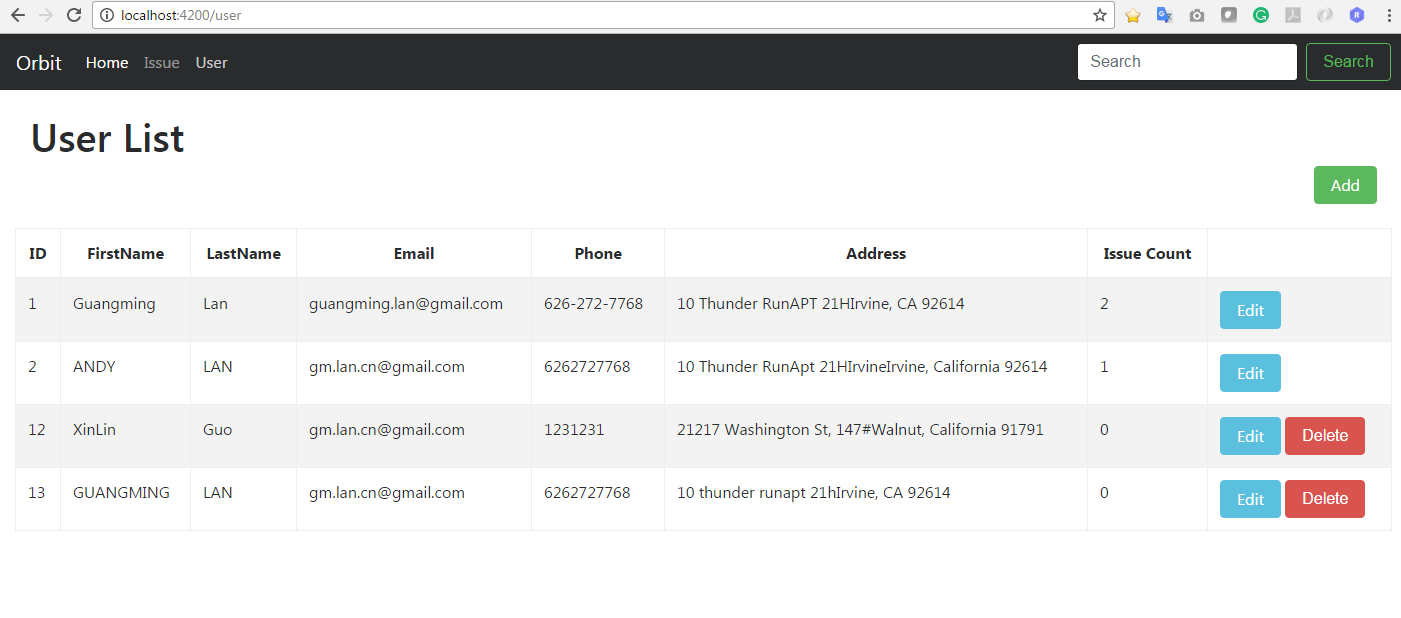 localhost:4200/user
Orbit Home Issue User Search Search
User List
Add
ID FirstName LastName Email Phone Address Issue Count
1 Guangming Lan guangming.lan@gmail.com 626-272-7768 10 Thunder RunAPT 21HIrvine, CA 92614 2 Edit
2 ANDY LAN gm.lan.cn@gmail.com 6262727768 10 Thunder RunApt 21HIrvineIrvine, California 92614 1 Edit
12 XinLin Guo gm.lan.cn@gmail.com 1231231 21217 Washington St, 147#Walnut, California 91791 0 Edit Delete
13 GUANGMING LAN gm.lan.cn@gmail.com 6262727768 10 thunder runapt 21hIrvine, CA 92614 0 Edit Delete